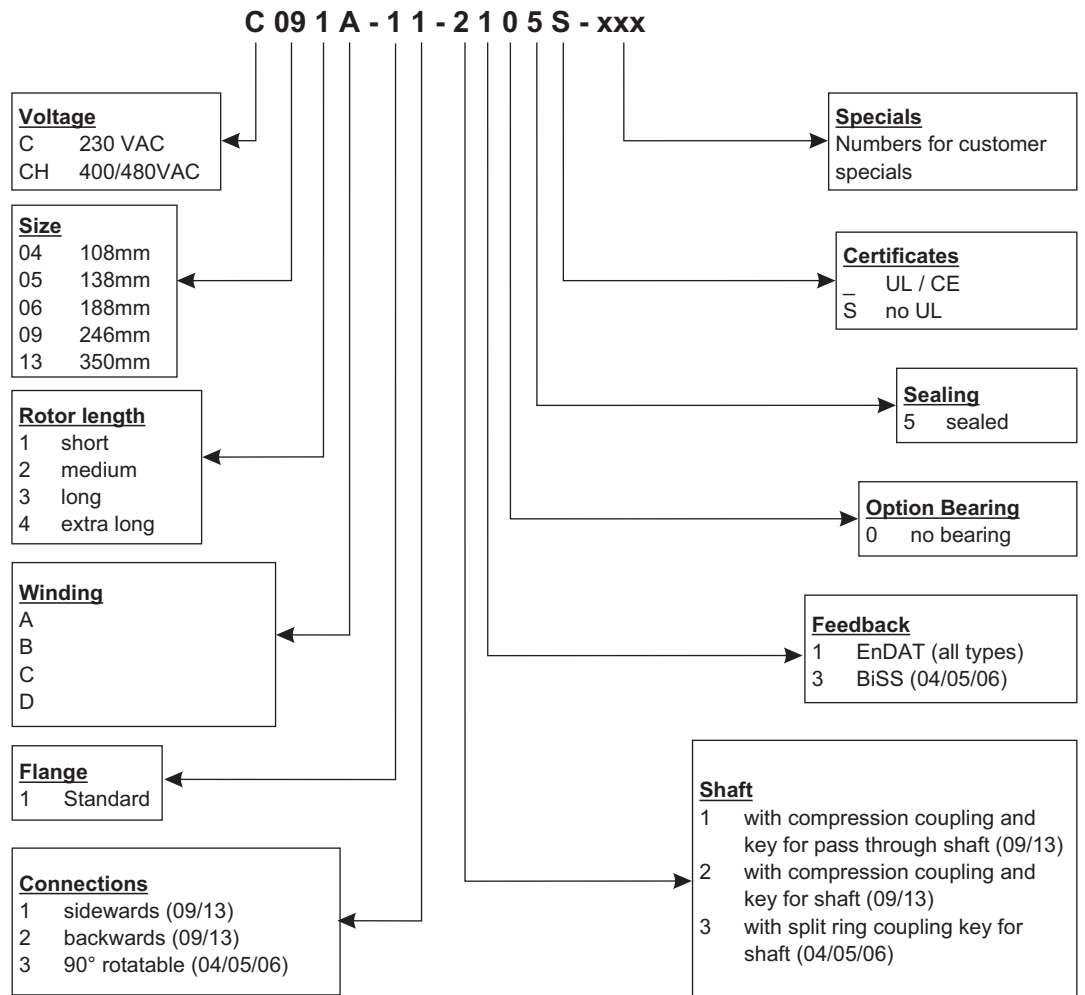 C 09 1 A - 1 1 - 2 1 0 5 S - xxx
Voltage
C 230 VAC
CH 400/480VAC
Size
04 108mm
05 138mm
06 188mm
09 246mm
13 350mm
Rotor length
1 short
2 medium
3 long
4 extra long
Winding
A
B
C
D
Flange
1 Standard
Connections
1 sidewards (09/13)
2 backwards (09/13)
3 90° rotatable (04/05/06)
Specials
Numbers for customer
specials
Certificates
_ UL / CE
S no UL
Sealing
5 sealed
Option Bearing
0 no bearing
Feedback
1 EnDAT (all types)
3 BiSS (04/05/06)
Shaft
1 with compression coupling and
key for pass through shaft (09/13)
2 with compression coupling and
key for shaft (09/13)
3 with split ring coupling key for
shaft (04/05/06)